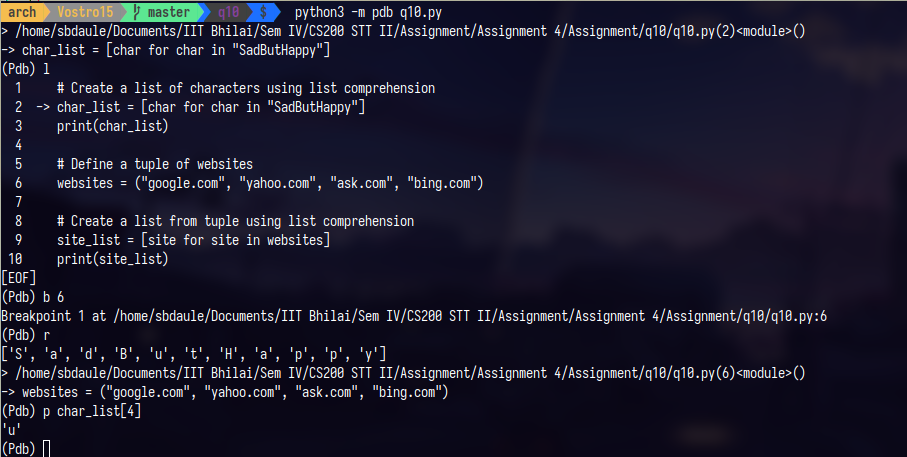 arch Vostro15 master q10 $ python3 -m pdb q10.py
> /home/sbdaule/Documents/IIT Bhilai/Sem IV/CS200 STT II/Assignment/Assignment 4/Assignment/q10/q10.py(2)<module>()
-> char_list = [char for char in "SadButHappy"]
(Pdb) l
1 # Create a list of characters using list comprehension
2 -> char_list = [char for char in "SadButHappy"]
3 print(char_list)
4
5 # Define a tuple of websites
6 websites = ("google.com", "yahoo.com", "ask.com", "bing.com")
7
8 # Create a list from tuple using list comprehension
9 site_list = [site for site in websites]
10 print(site_list)
[EOF]
(Pdb) b 6
Breakpoint 1 at /home/sbdaule/Documents/IIT Bhilai/Sem IV/CS200 STT II/Assignment/Assignment 4/Assignment/q10/q10.py:6
(Pdb) r
['S', 'a', 'd', 'B', 'u', 't', 'H', 'a', 'p', 'p', 'y']
> /home/sbdaule/Documents/IIT Bhilai/Sem IV/CS200 STT II/Assignment/Assignment 4/Assignment/q10/q10.py(6)<module>()
-> websites = ("google.com", "yahoo.com", "ask.com", "bing.com")
(Pdb) p char_list[4]
'u'
(Pdb)